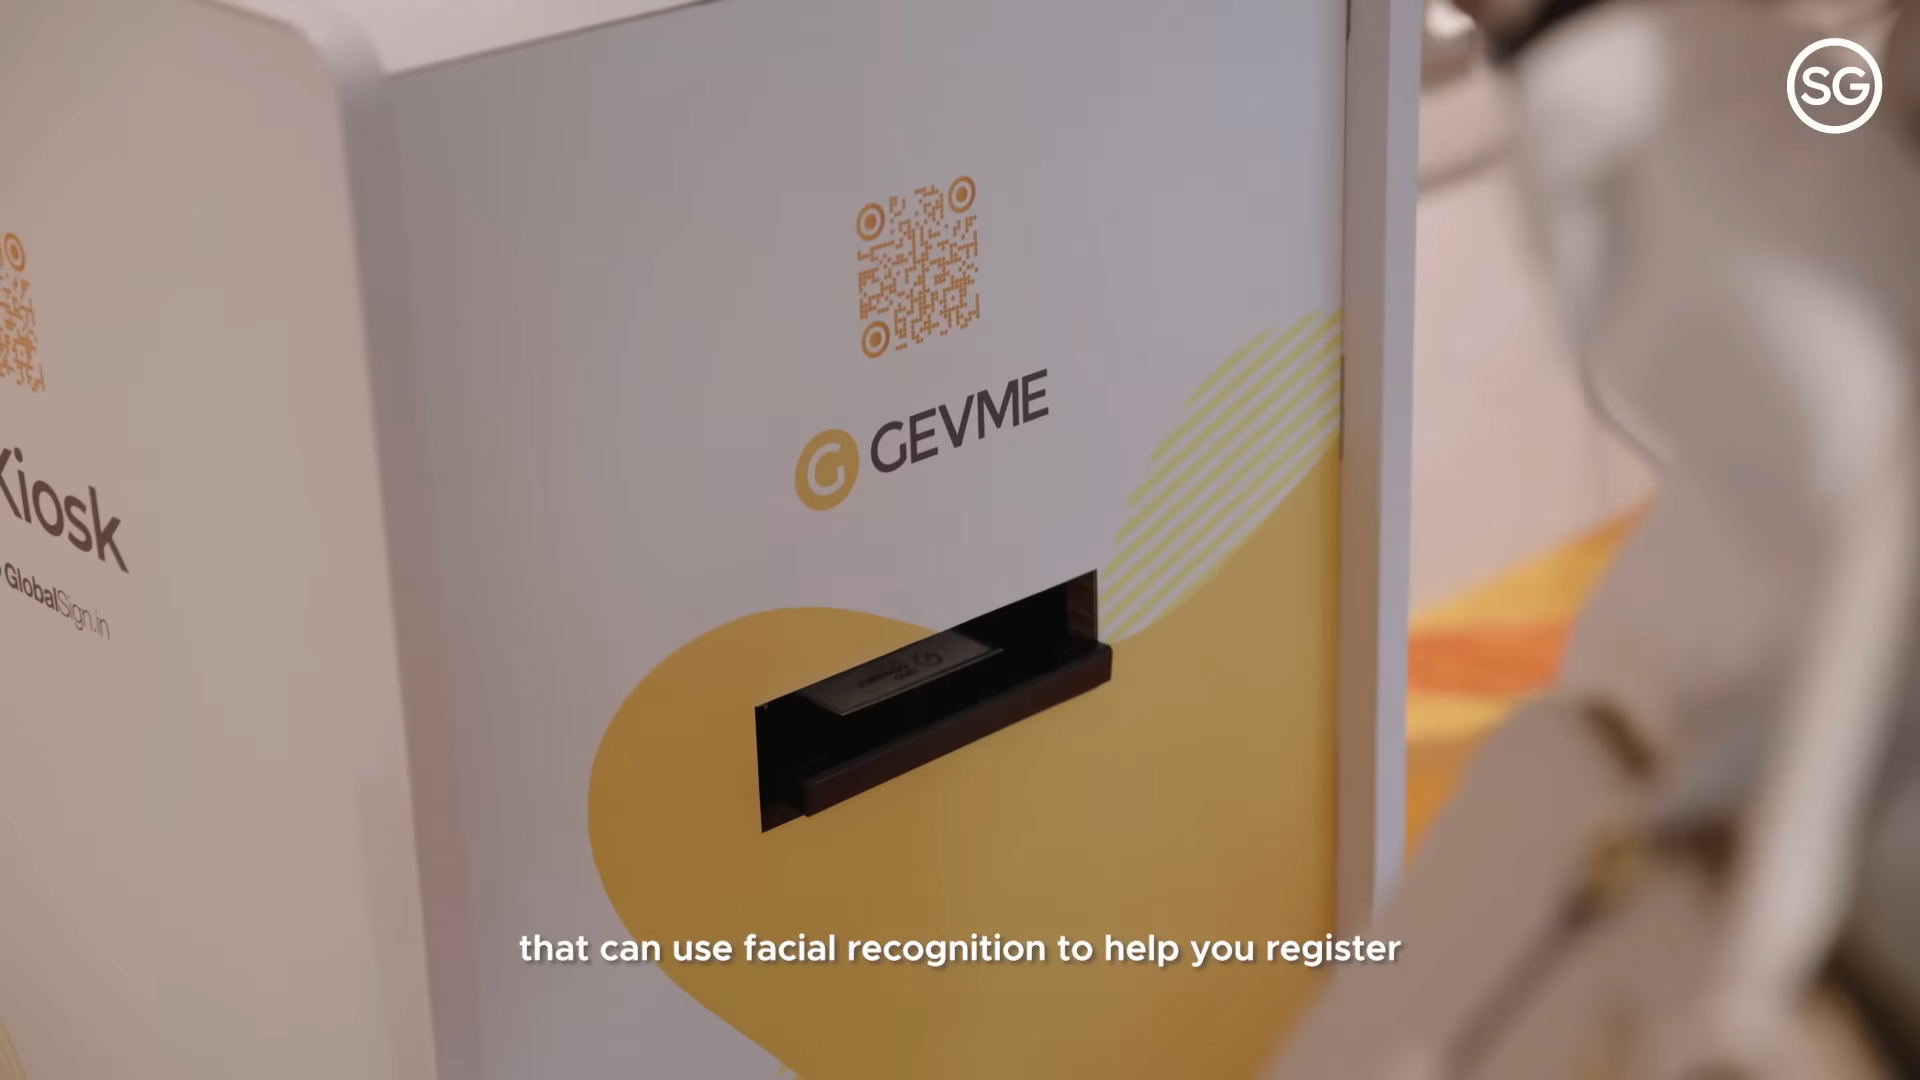 SG
G GEVME
Kiosk
GlobalSign.in
that can use facial recognition to help you register